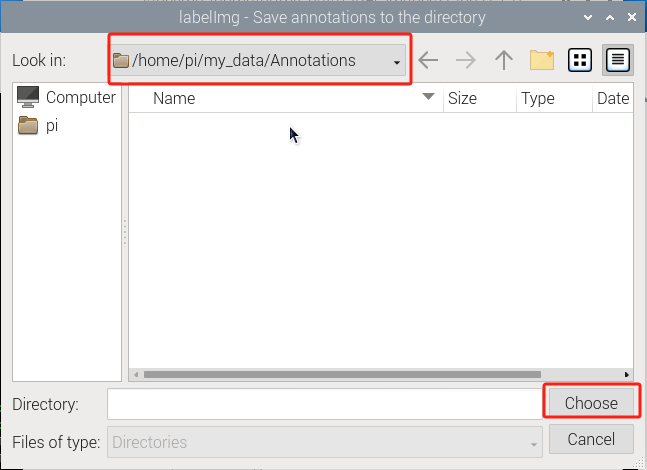 labelImg - Save annotations to the directory
Look in: /home/pi/my_data/Annotations
Computer
pi
Name Size Type Date
Directory: Choose
Files of type: Directories Cancel